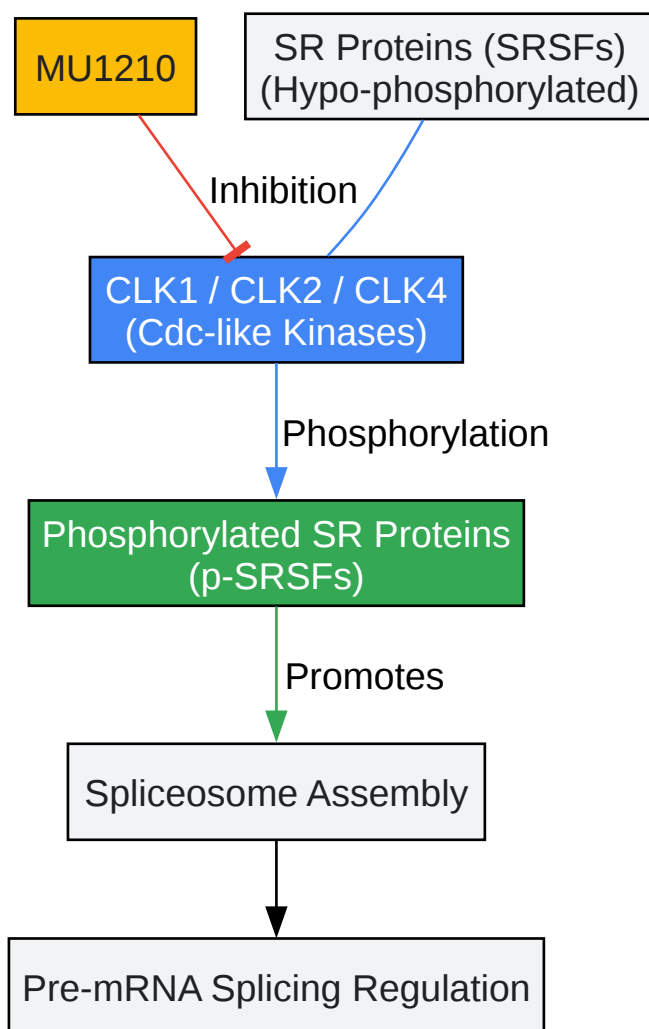 MU1210
SR Proteins (SRSFs)
(Hypo-phosphorylated)
Inhibition
CLK1 / CLK2 / CLK4
(Cdc-like Kinases)
Phosphorylation
Phosphorylated SR Proteins
(p-SRSFs)
Promotes
Spliceosome Assembly
Pre-mRNA Splicing Regulation